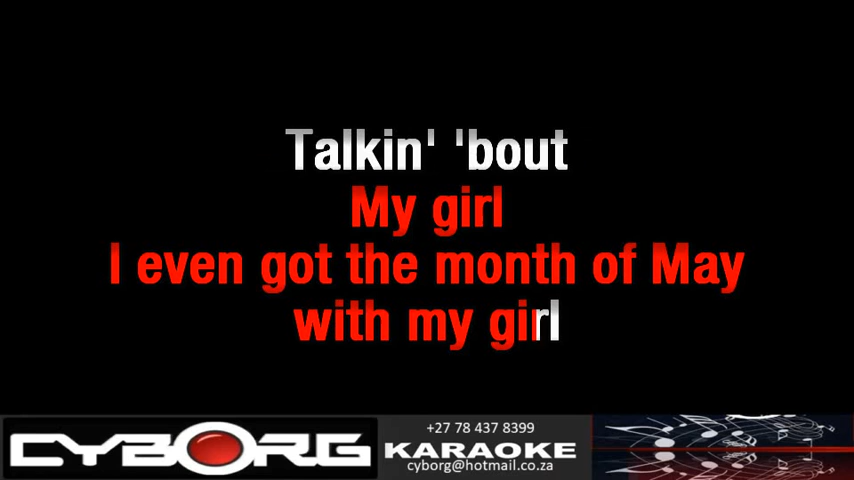 Talkin' 'bout
My girl
I even got the month of May
with my girl
CYBORG
+27 78 437 8399
KARAOKE
cyborg@hotmail.co.za